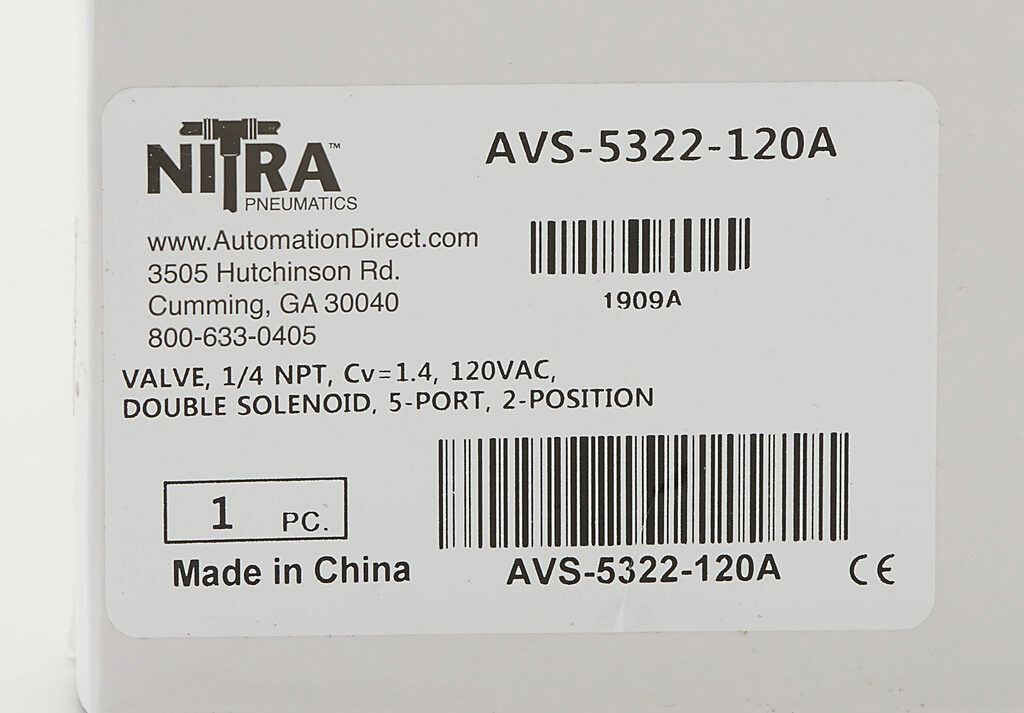 NITRA™
PNEUMATICS
AVS-5322-120A
www.AutomationDirect.com
3505 Hutchinson Rd.
Cumming, GA 30040
800-633-0405
1909A
VALVE, 1/4 NPT, Cv=1.4, 120VAC,
DOUBLE SOLENOID, 5-PORT, 2-POSITION
1 PC.
Made in China
AVS-5322-120A
CE